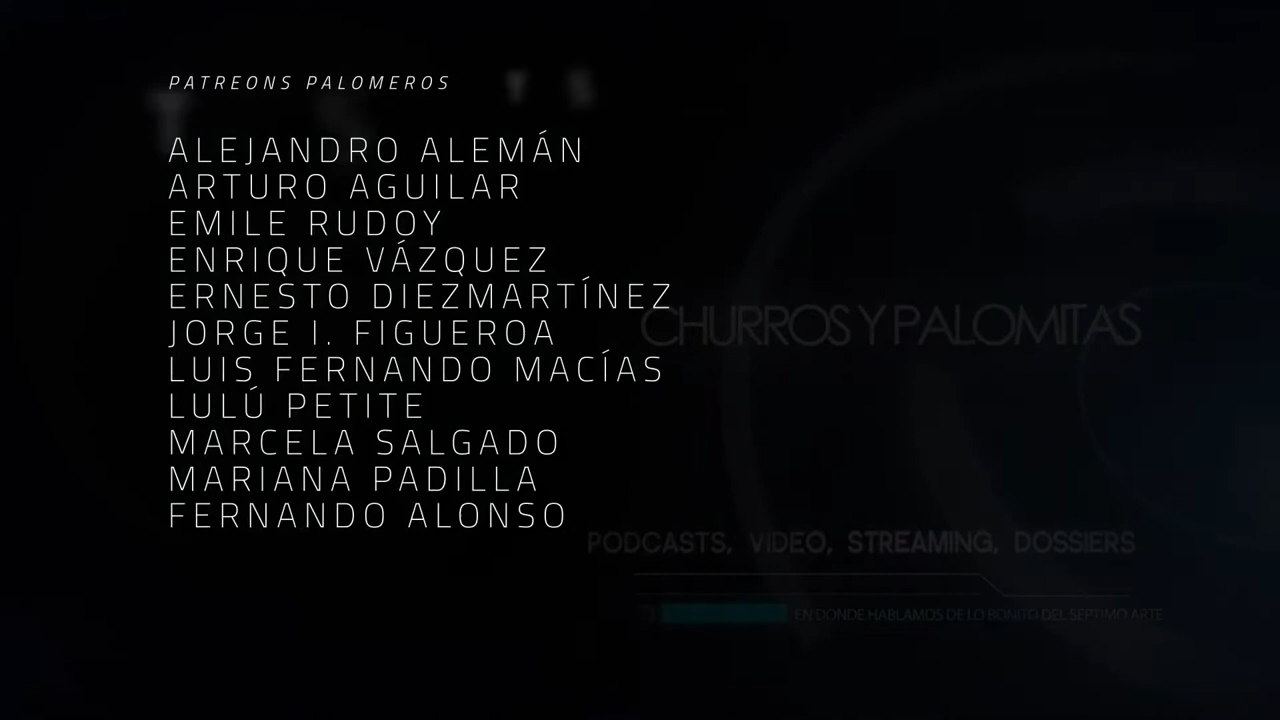 PATREONS PALOMEROS
ALEJANDRO ALEMÁN
ARTURO AGUILAR
EMILE RUDOY
ENRIQUE VÁZQUEZ
ERNESTO DIEZMARTÍNEZ
JORGE I. FIGUEROA
LUIS FERNANDO MACÍAS
LULÚ PETITE
MARCELA SALGADO
MARIANA PADILLA
FERNANDO ALONSO
CHURROS Y PALOMITAS
PODCASTS, VIDEO, STREAMING, DOSSIERS
EN DONDE HABLAMOS DE LO BONITO DEL SEPTIMO ARTE